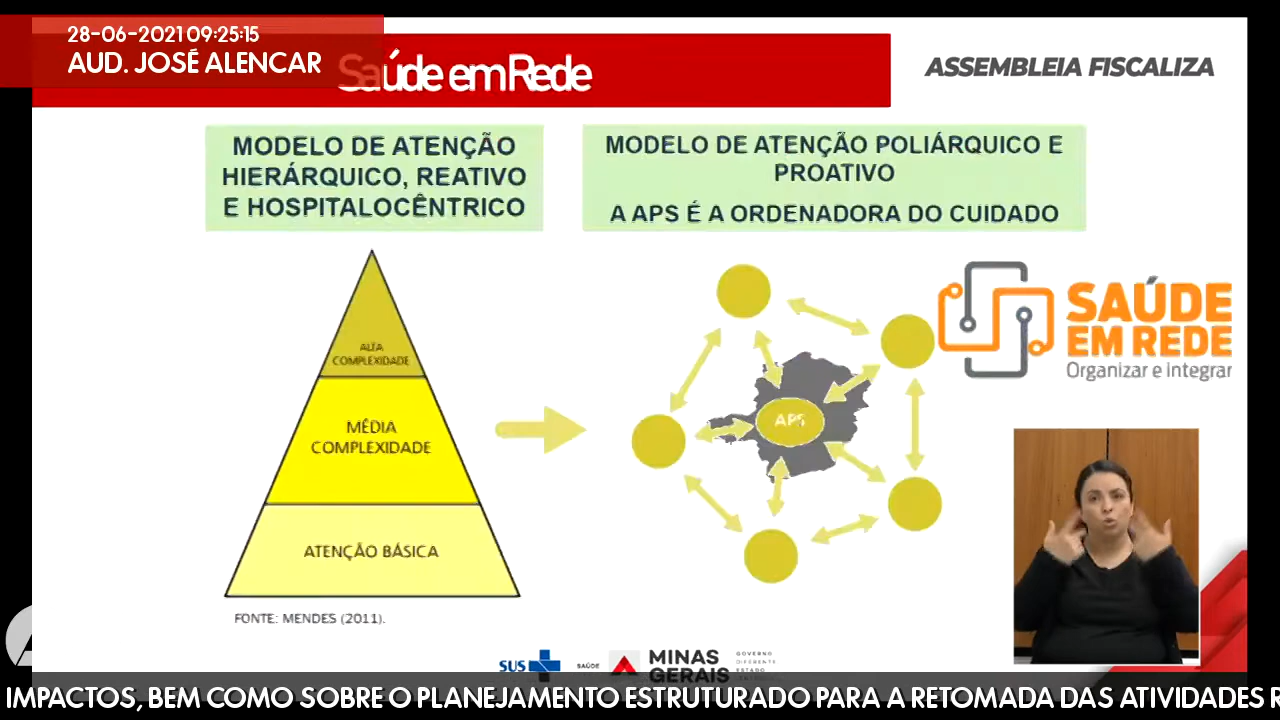 28-06-2021 09:25:15
AUD. JOSÉ ALENCAR
Saúde em Rede
ASSEMBLEIA FISCALIZA
MODELO DE ATENÇÃO
HIERÁRQUICO, REATIVO
E HOSPITALOCÊNTRICO
MODELO DE ATENÇÃO POLIÁRQUICO E
PROATIVO
A APS É A ORDENADORA DO CUIDADO
ALTA
COMPLEXIDADE
MÉDIA
COMPLEXIDADE
ATENÇÃO BÁSICA
FONTE: MENDES (2011).
APS
SAÚDE
EM REDE
Organizar e Integrar
SUS
SAÚDE
MINAS
GERAIS
GOVERNO
DIFERENTE
ESTADO
IMPACTOS, BEM COMO SOBRE O PLANEJAMENTO ESTRUTURADO PARA A RETOMADA DAS ATIVIDADES